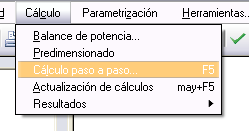 d Cálculo Parametrización Herramientas..
Balance de potencia...
Predimensionado
Cálculo paso a paso... F5
Actualización de cálculos may+F5
Resultados